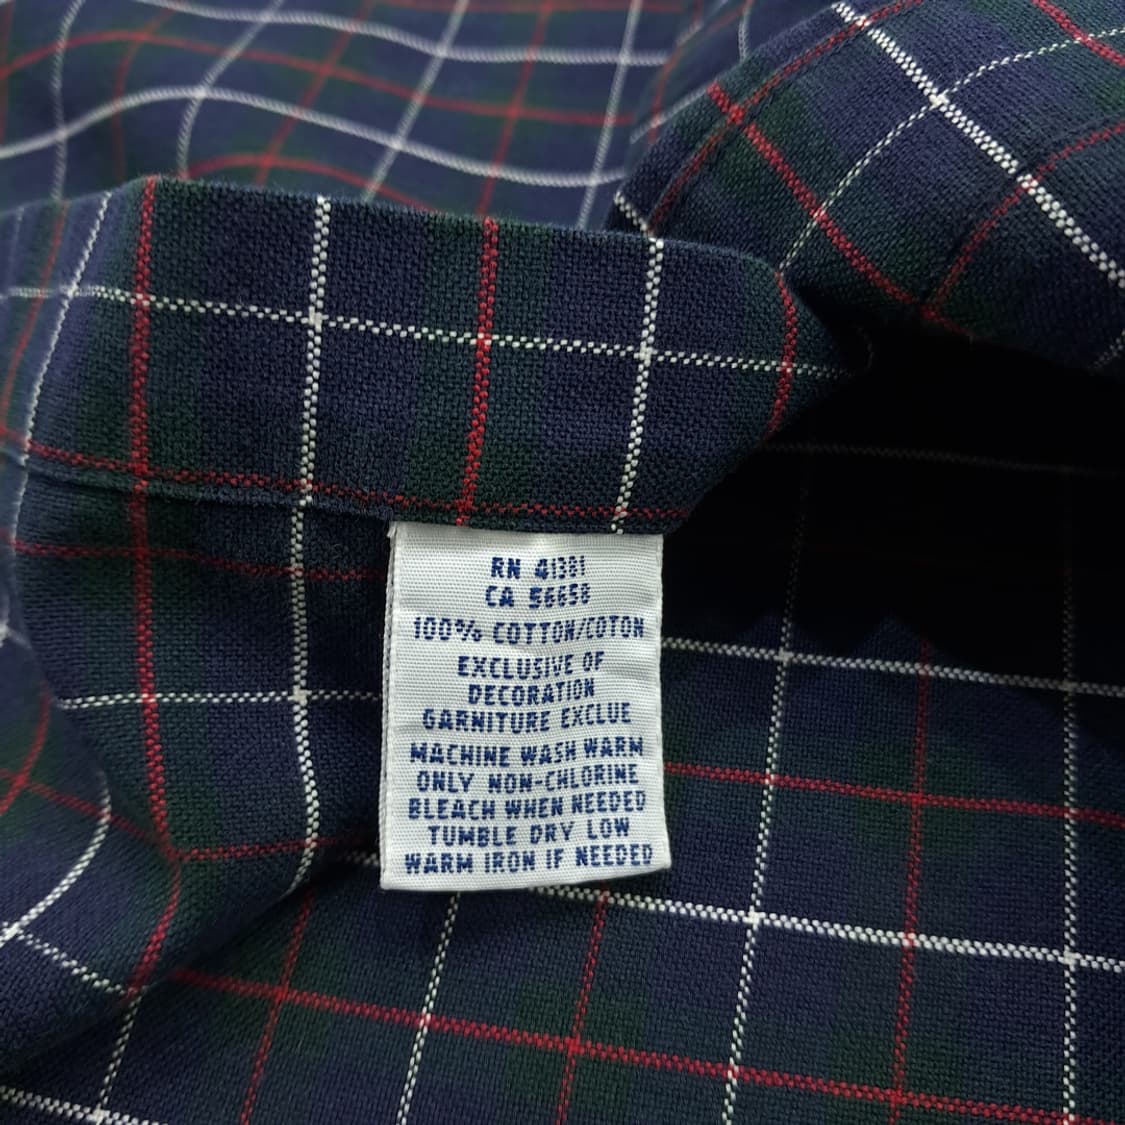 RN 41381
CA 56658
100% COTTON/COTON
EXCLUSIVE OF
DECORATION
GARNITURE EXCLUE
MACHINE WASH WARM
ONLY NON-CHLORINE
BLEACH WHEN NEEDED
TUMBLE DRY LOW
WARM IRON IF NEEDED